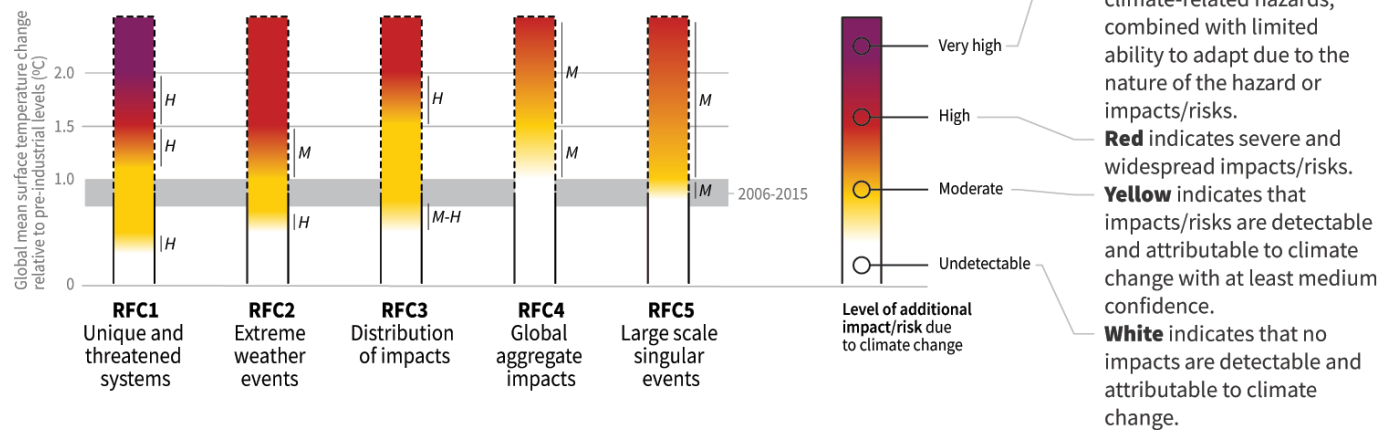 Global mean surface temperature change
relative to pre-industrial levels (⁰C)
2.0
1.5
1.0
0
H
H
H
M
H
H
M-H
M
M
M
M
2006-2015
RFC1
Unique and
threatened
systems
RFC2
Extreme
weather
events
RFC3
Distribution
of impacts
RFC4
Global
aggregate
impacts
RFC5
Large scale
singular
events
Very high
High
Moderate
Undetectable
Level of additional
impact/risk due
to climate change
climate-related hazards,
combined with limited
ability to adapt due to the
nature of the hazard or
impacts/risks.
Red indicates severe and
widespread impacts/risks.
Yellow indicates that
impacts/risks are detectable
and attributable to climate
change with at least medium
confidence.
White indicates that no
impacts are detectable and
attributable to climate
change.